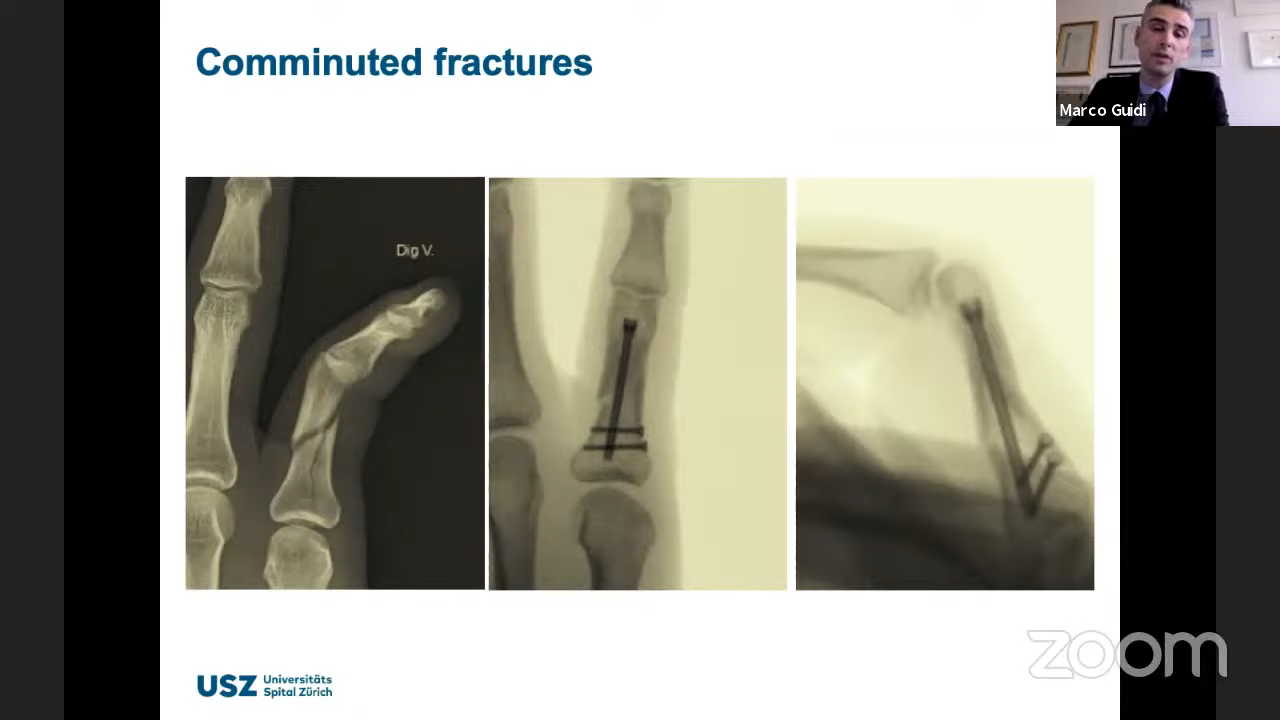 Comminuted fractures
Marco Guidi
Dig V.
zoom
USZ Universitäts
Spital Zürich